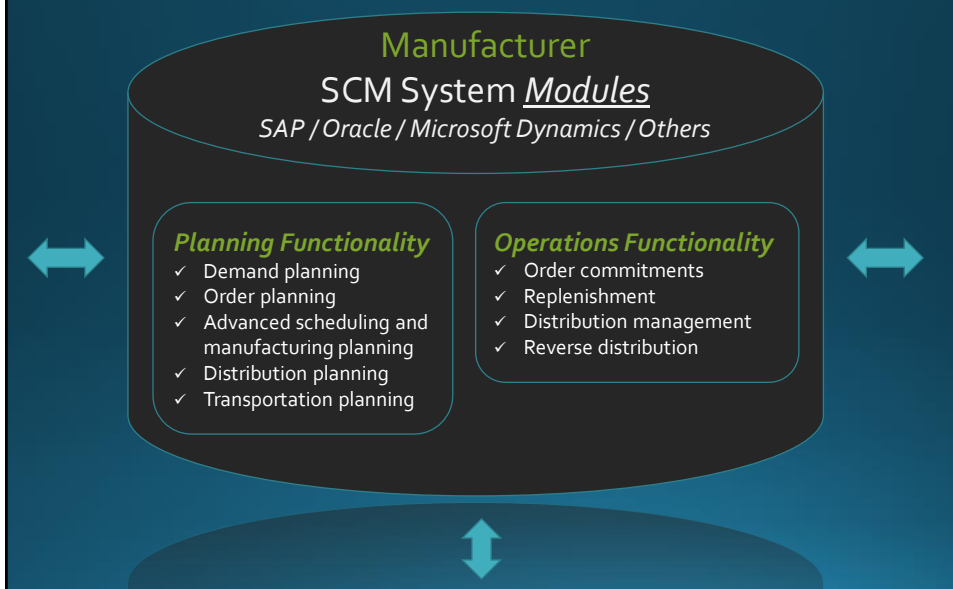 Manufacturer
SCM System Modules
SAP / Oracle / Microsoft Dynamics / Others
Planning Functionality
✓ Demand planning
✓ Order planning
✓ Advanced scheduling and
manufacturing planning
✓ Distribution planning
✓ Transportation planning
Operations Functionality
✓ Order commitments
✓ Replenishment
✓ Distribution management
✓ Reverse distribution